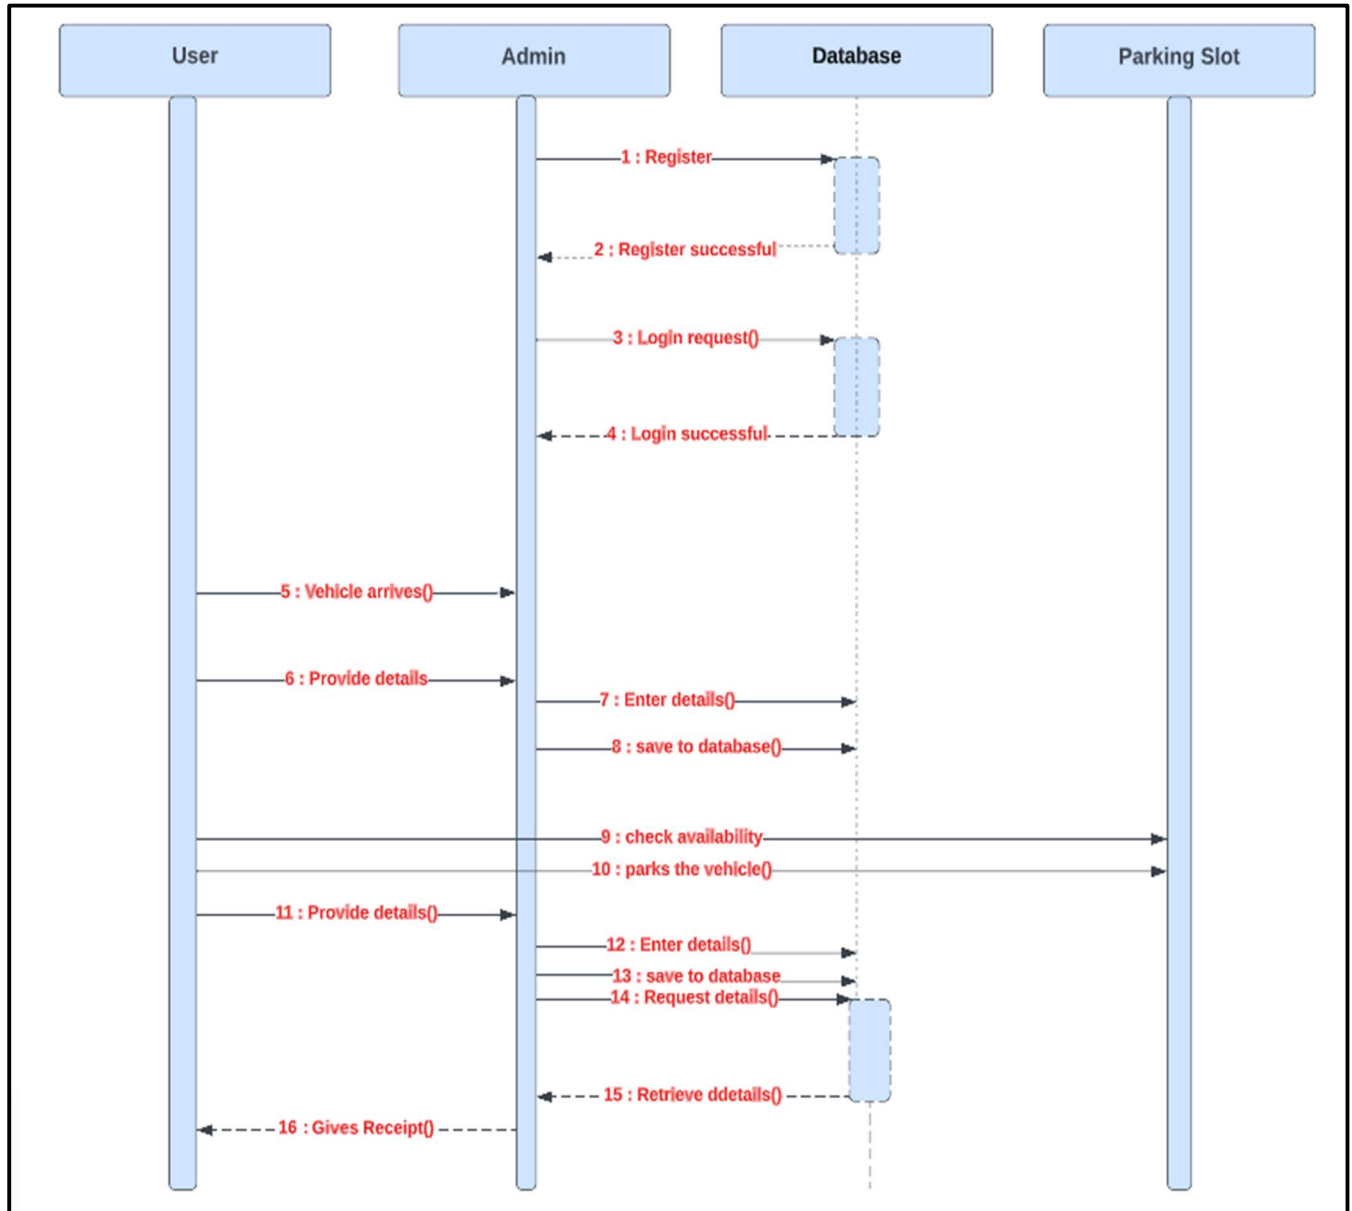 User
Admin
Database
Parking Slot
1 : Register
2 : Register successful
3 : Login request()
4 : Login successful
5 : Vehicle arrives()
6 : Provide details
7 : Enter details()
8 : save to database()
9 : check availability
10 : parks the vehicle()
11 : Provide details()
12 : Enter details()
13 : save to database
14 : Request details()
15 : Retrieve ddetails()
16 : Gives Receipt()